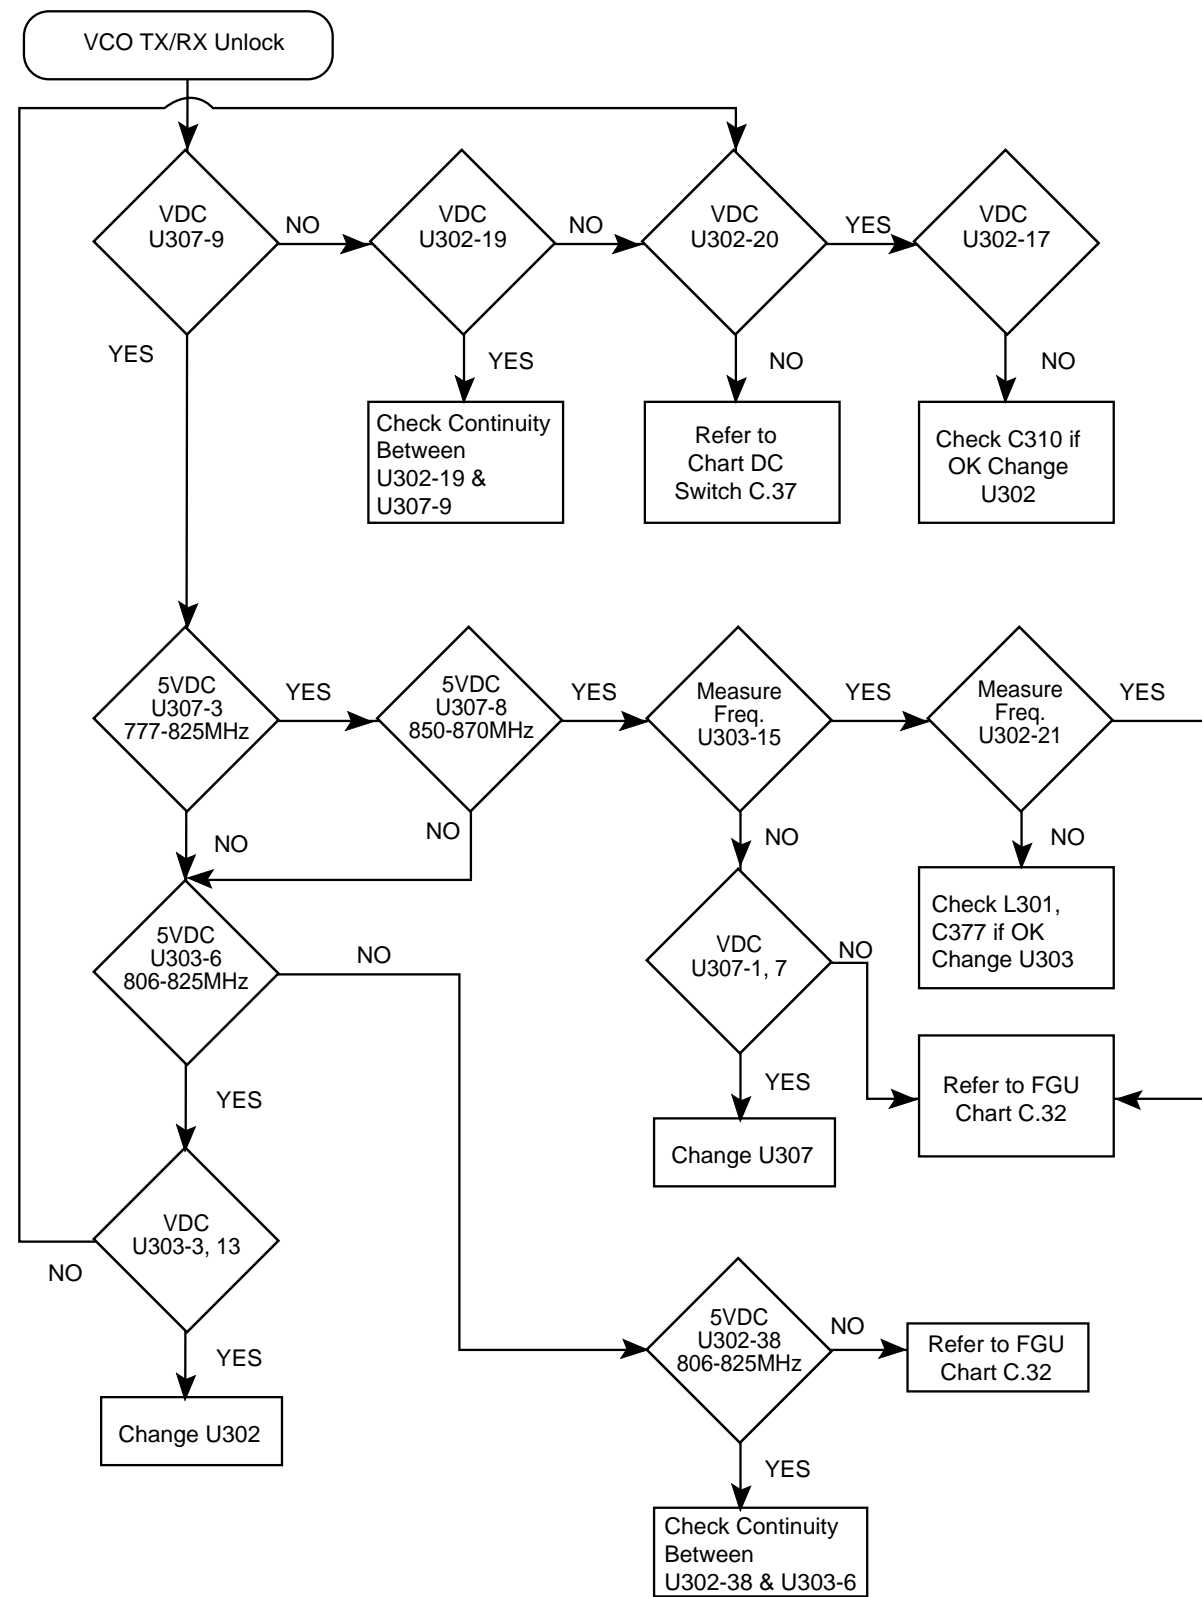 VCO TX/RX Unlock
VDC
U307-9
NO
VDC
U302-19
NO
VDC
U302-20
YES
VDC
U302-17
YES
YES
NO
NO
Check Continuity
Between
U302-19 &
U307-9
Refer to
Chart DC
Switch C.37
Check C310 if
OK Change
U302
5VDC
U307-3
777-825MHz
YES
5VDC
U307-8
850-870MHz
YES
Measure
Freq.
U303-15
YES
Measure
Freq.
U302-21
YES
NO
NO
NO
NO
Check L301,
C377 if OK
Change U303
5VDC
U303-6
806-825MHz
NO
VDC
U307-1, 7
NO
YES
YES
Refer to FGU
Chart C.32
Change U307
VDC
U303-3, 13
NO
YES
Change U302
5VDC
U302-38
806-825MHz
NO
Refer to FGU
Chart C.32
YES
Check Continuity
Between
U302-38 & U303-6